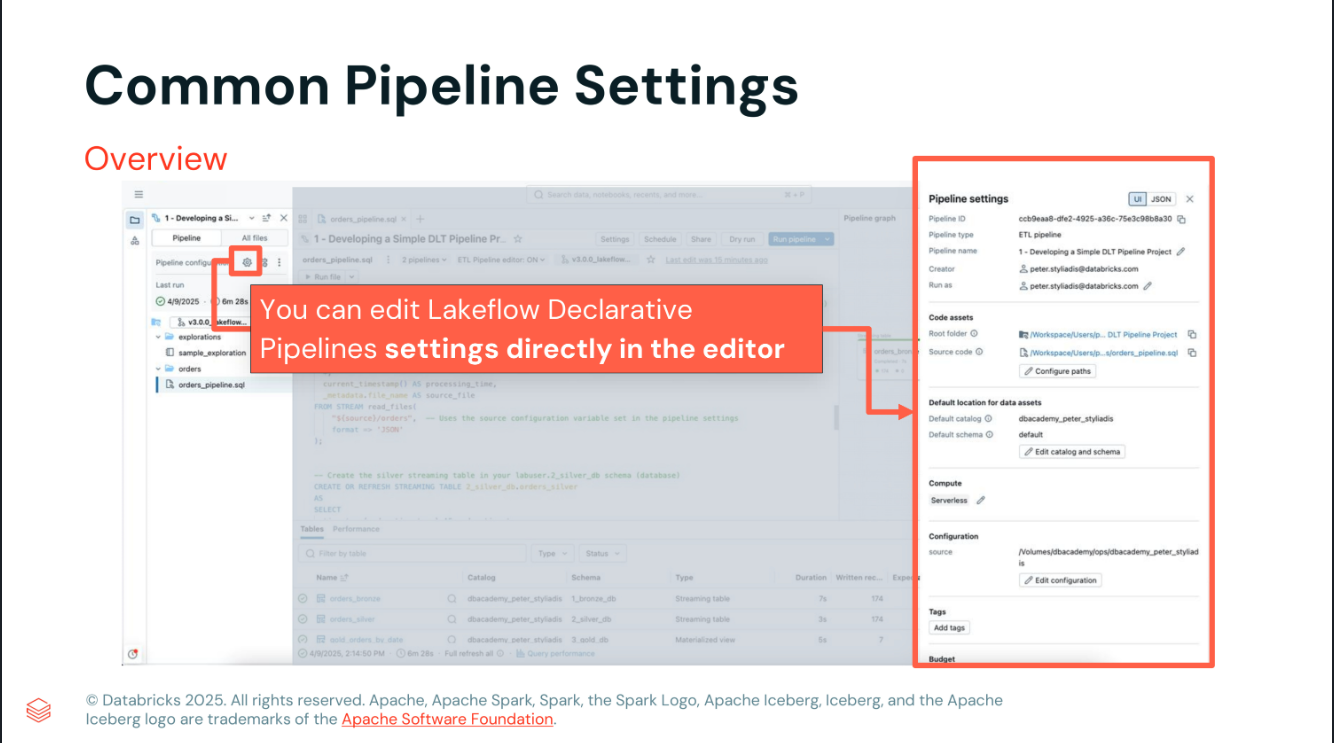 Common Pipeline Settings
Overview
Search data, notebooks, recents, and more...
⌘ + P
1 - Developing a Si...
orders_pipeline.sql
Pipeline graph
Pipeline
All files
1 - Developing a Simple DLT Pipeline Pr...
Settings
Schedule
Share
Dry run
Run pipeline
Pipeline configu
orders_pipeline.sql
2 pipelines
ETL Pipeline editor: ON
v3.0.0_lakeflow...
Last edit was 15 minutes ago
Run file
Last run
4/9/2025 ·
6m 28s
v3.0.0_lakeflow...
explorations
sample_exploration
orders
orders_pipeline.sql
You can edit Lakeflow Declarative
Pipelines settings directly in the editor
orders_bronze
current_timestamp() AS processing_time,
_metadata.file_name AS source_file
FROM STREAM read_files(
"${source}/orders", -- Uses the source configuration variable set in the pipeline settings
format => 'JSON'
);
-- Create the silver streaming table in your labuser.2_silver_db schema (database)
CREATE OR REFRESH STREAMING TABLE 2_silver_db.orders_silver
AS
SELECT
Tables
Performance
Filter by table
Type
Status
Name
Catalog
Schema
Type
Duration
Written rec...
Expec
orders_bronze
dbacademy_peter_styliadis
1_bronze_db
Streaming table
7s
174
orders_silver
dbacademy_peter_styliadis
2_silver_db
Streaming table
3s
174
gold_orders_by_date
dbacademy_peter_styliadis
3_gold_db
Materialized view
5s
7
4/9/2025, 2:14:50 PM · 6m 28s · Full refresh all · Query performance
Pipeline settings
UI
JSON
Pipeline ID
ccb9eaa8-dfe2-4925-a36c-75e3c98b8a30
Pipeline type
ETL pipeline
Pipeline name
1 - Developing a Simple DLT Pipeline Project
Creator
peter.styliadis@databricks.com
Run as
peter.styliadis@databricks.com
Code assets
Root folder
/Workspace/Users/p... DLT Pipeline Project
Source code
/Workspace/Users/p...s/orders_pipeline.sql
Configure paths
Default location for data assets
Default catalog
dbacademy_peter_styliadis
Default schema
default
Edit catalog and schema
Compute
Serverless
Configuration
source
/Volumes/dbacademy/ops/dbacademy_peter_styliad
is
Edit configuration
Tags
Add tags
Budget
© Databricks 2025. All rights reserved. Apache, Apache Spark, Spark, the Spark Logo, Apache Iceberg, Iceberg, and the Apache
Iceberg logo are trademarks of the Apache Software Foundation.